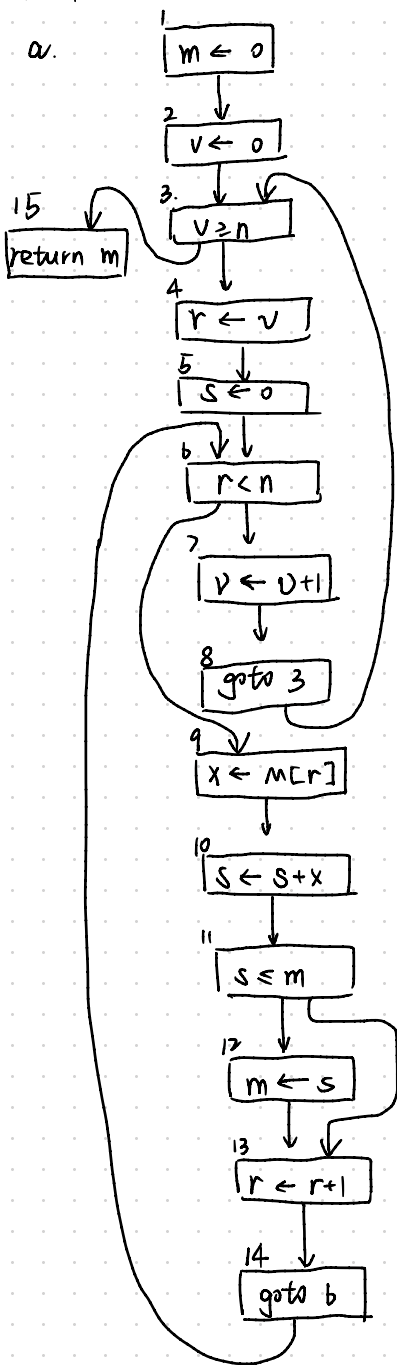 a.
1
m ← 0
2
v ← 0
3.
v ≥ n
15
return m
4
r ← v
5
s ← 0
6
r < n
7
v ← v+1
8
goto 3
9
x ← M[r]
10
s ← s+x
11
s ≤ m
12
m ← s
13
r ← r+1
14
goto 6